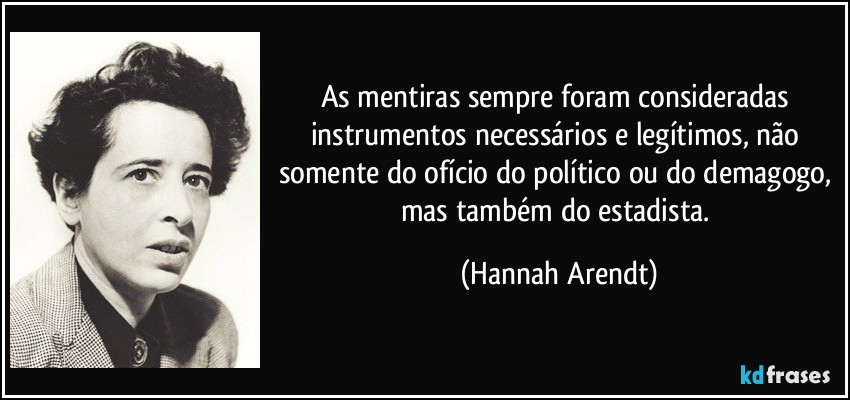 As mentiras sempre foram consideradas
instrumentos necessários e legítimos, não
somente do ofício do político ou do demagogo,
mas também do estadista.
(Hannah Arendt)
kdfrases